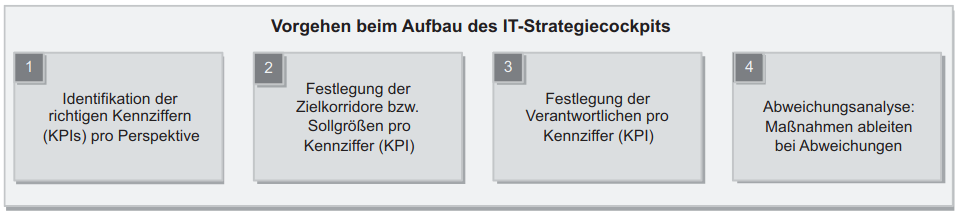 Vorgehen beim Aufbau des IT-Strategiecockpits
1
Identifikation der
richtigen Kennziffern
(KPIs) pro Perspektive
2
Festlegung der
Zielkorridore bzw.
Sollgrößen pro
Kennziffer (KPI)
3
Festlegung der
Verantwortlichen pro
Kennziffer (KPI)
4
Abweichungsanalyse:
Maßnahmen ableiten
bei Abweichungen